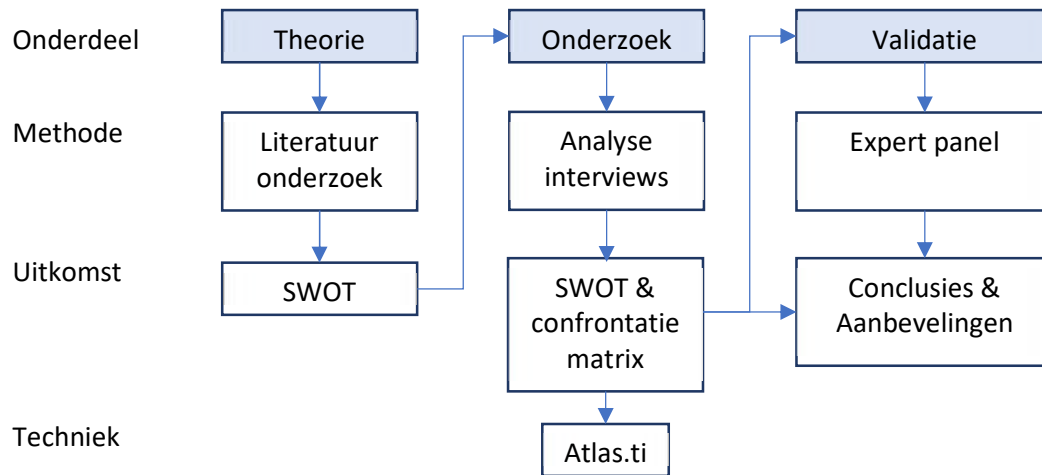 Onderdeel
Theorie
Onderzoek
Validatie
Methode
Literatuur
onderzoek
Analyse
interviews
Expert panel
Uitkomst
SWOT
SWOT &
confrontatie
matrix
Conclusies &
Aanbevelingen
Techniek
Atlas.ti